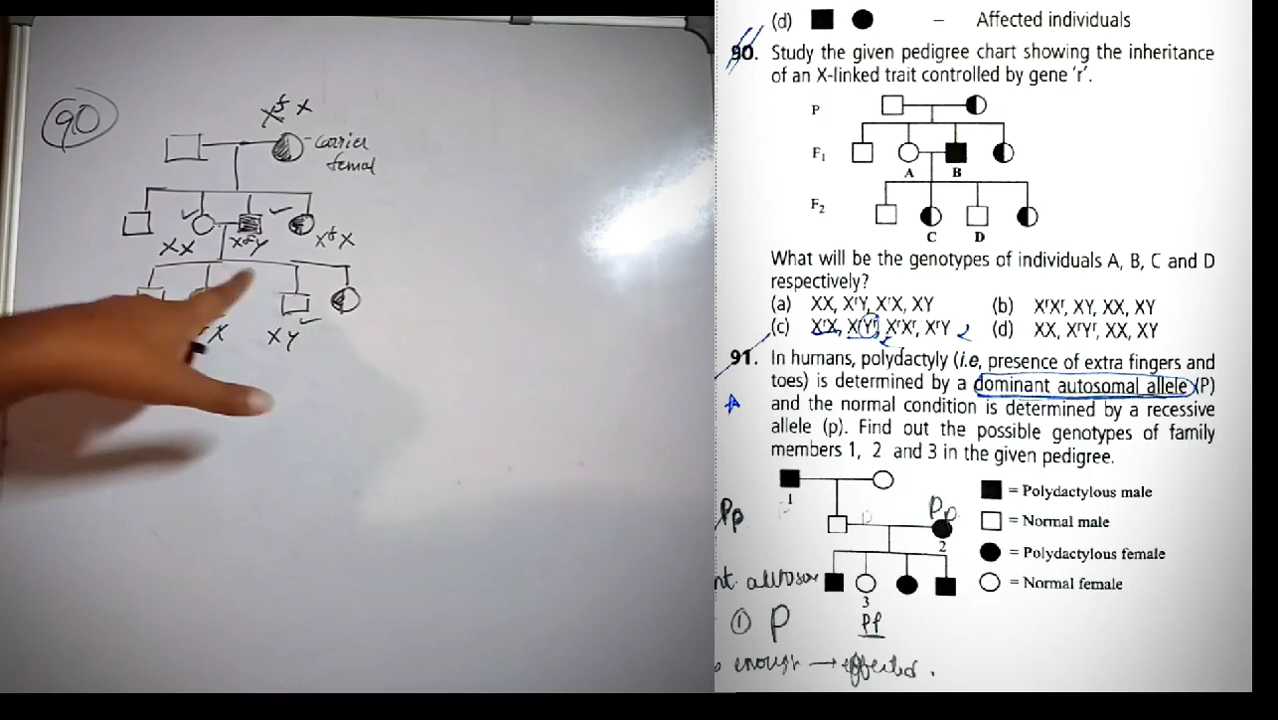 90
XʳX
carrier
femal
XX
XʳY
XʳX
X
XY
(d) – Affected individuals
90. Study the given pedigree chart showing the inheritance
of an X-linked trait controlled by gene ‘r’.
P
F₁
A B
F₂
C D
What will be the genotypes of individuals A, B, C and D
respectively?
(a) XX, XʳY, XʳX, XY (b) XʳXʳ, XY, XX, XY
(c) XʳX, XʳYʳ, XʳXʳ, XʳY (d) XX, XʳYʳ, XX, XY
91. In humans, polydactyly (i.e, presence of extra fingers and
toes) is determined by a dominant autosomal allele (P)
and the normal condition is determined by a recessive
allele (p). Find out the possible genotypes of family
members 1, 2 and 3 in the given pedigree.
1
Pp
Pp
2
3
= Polydactylous male
= Normal male
= Polydactylous female
= Normal female
nt autosom
① P
pp
enough → effected.